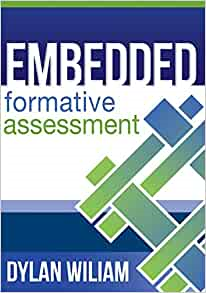 EMBEDDED
formative
assessment
DYLAN WILIAM